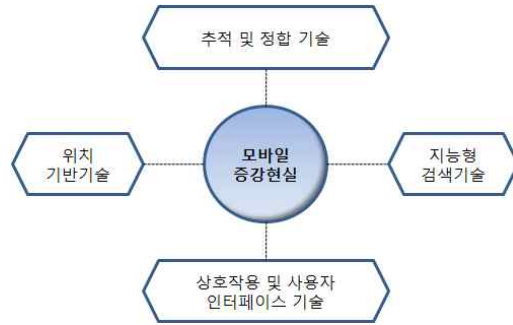 추적 및 정합 기술
위치
기반기술
모바일
증강현실
지능형
검색기술
상호작용 및 사용자
인터페이스 기술